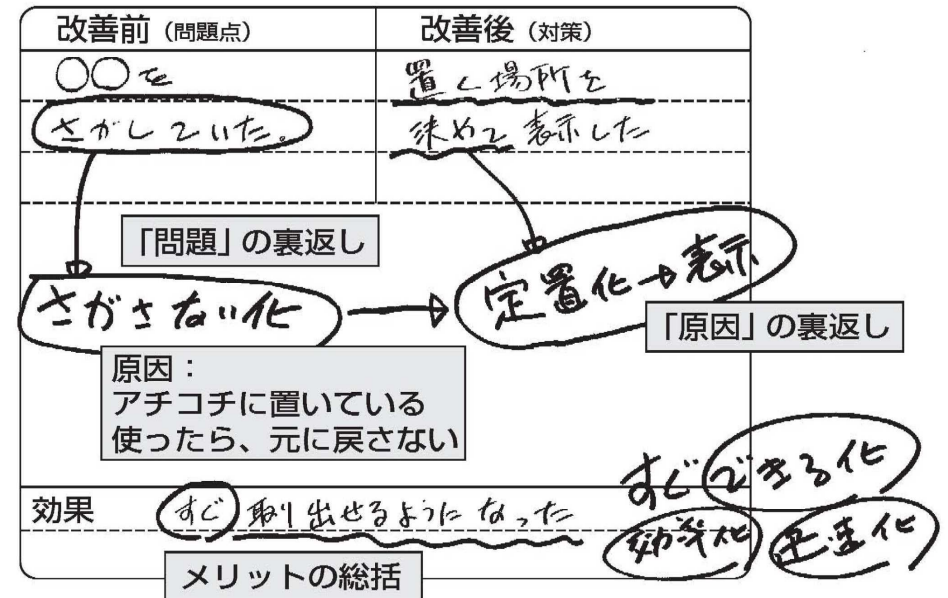 改善前（問題点）
改善後（対策）
○○を
さがしていた。
置く場所を
決めて表示した
「問題」の裏返し
さがさない化
定置化→表示
「原因」の裏返し
原因：
アチコチに置いている
使ったら、元に戻さない
すぐできる化
効果
すぐ取り出せるようになった
効率化
迅速化
メリットの総括